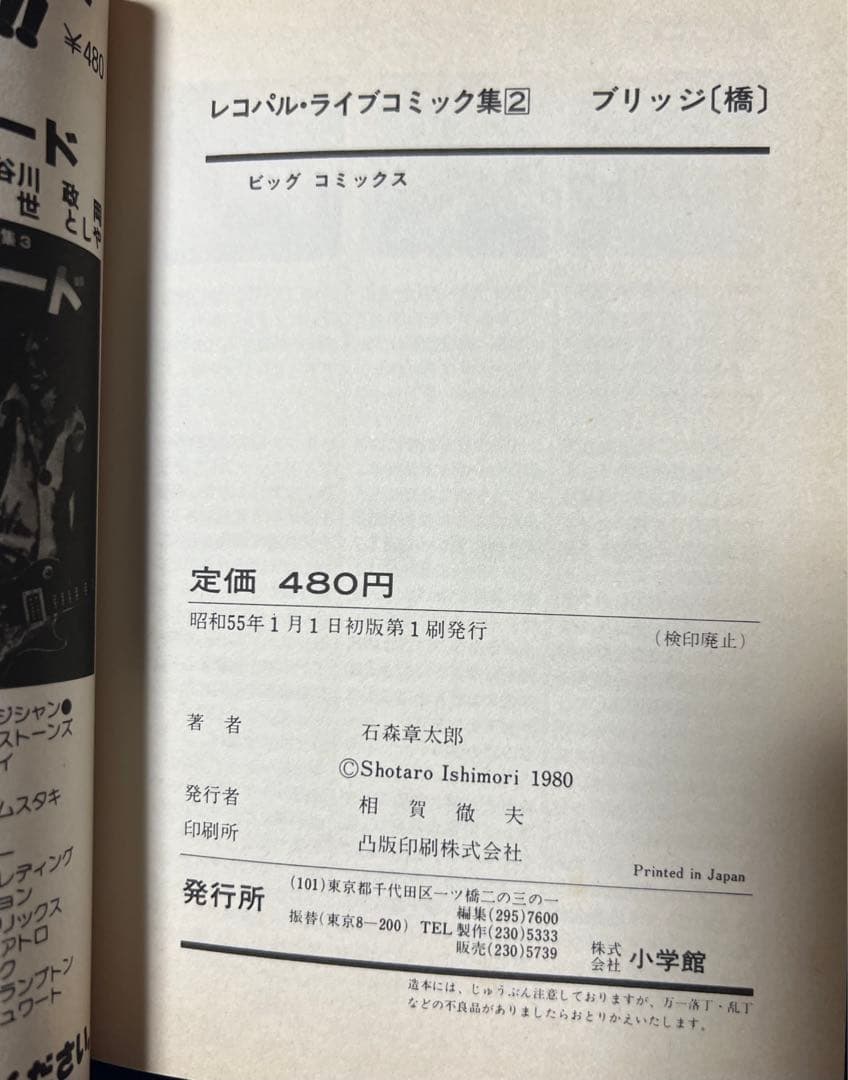 レコパル・ライブコミック集2 ブリッジ〔橋〕
ビッグ コミックス
定価 480円
昭和55年1月1日初版第1刷発行 (検印廃止)
著者 石森章太郎
©Shotaro Ishimori 1980
発行者 相賀徹夫
印刷所 凸版印刷株式会社
Printed in Japan
発行所 (101)東京都千代田区一ツ橋二の三の一
編集(295)7600
振替(東京8—200) TEL 製作(230)5333
販売(230)5739
株式会社 小学館
造本には、じゅうぶん注意しておりますが、万一落丁・乱丁
などの不良品がありましたらおとりかえいたします。
!!
480
ード
谷川 政 岡
世 としや
集3
ード
ジシャン●
ストーンズ
イ
ムスタキ
ー
レディング
ョン
リックス
アトロ
ク
ランプトン
ュワート
ください